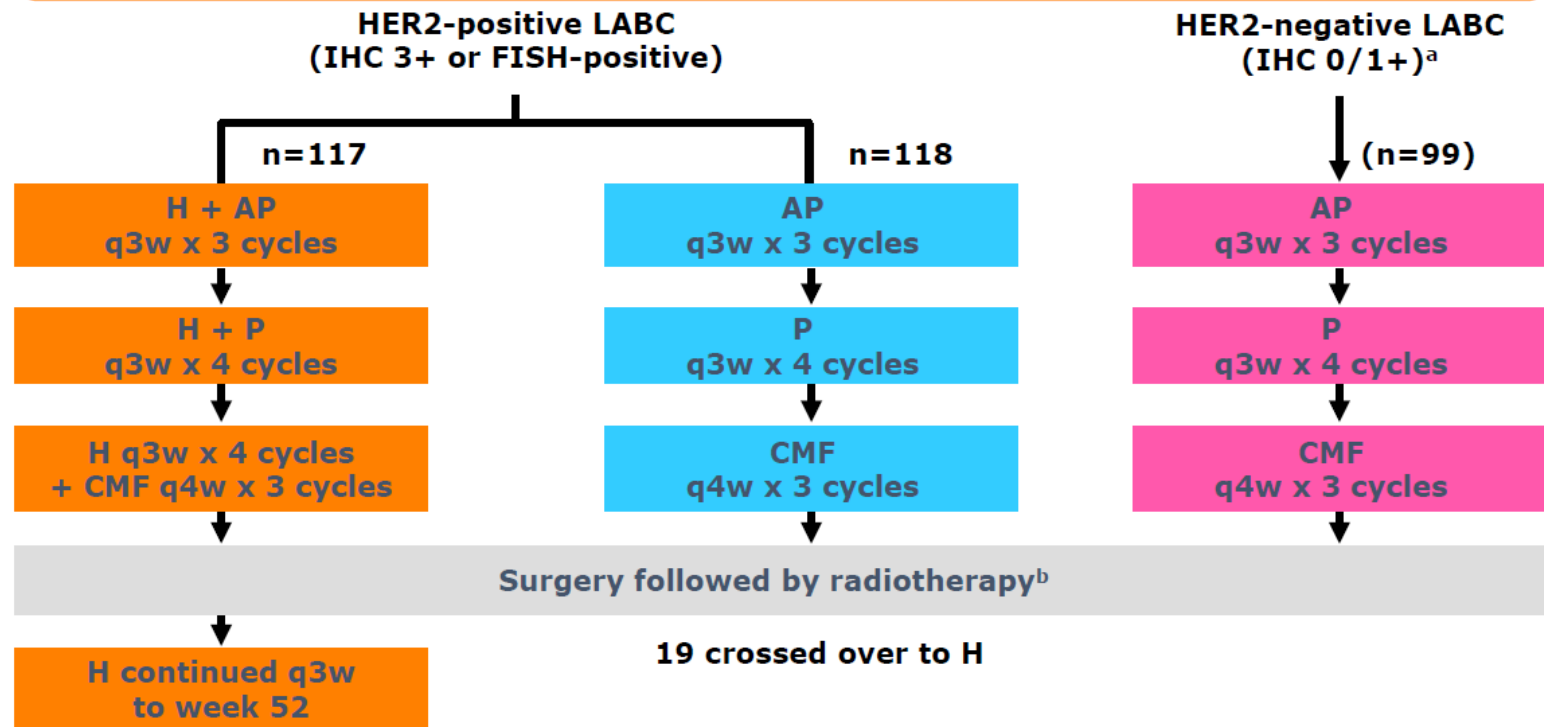 HER2-positive LABC
(IHC 3+ or FISH-positive)
HER2-negative LABC
(IHC 0/1+)ᵃ
n=117
n=118
(n=99)
H + AP
q3w x 3 cycles
AP
q3w x 3 cycles
AP
q3w x 3 cycles
H + P
q3w x 4 cycles
P
q3w x 4 cycles
P
q3w x 4 cycles
H q3w x 4 cycles
+ CMF q4w x 3 cycles
CMF
q4w x 3 cycles
CMF
q4w x 3 cycles
Surgery followed by radiotherapyᵇ
19 crossed over to H
H continued q3w
to week 52